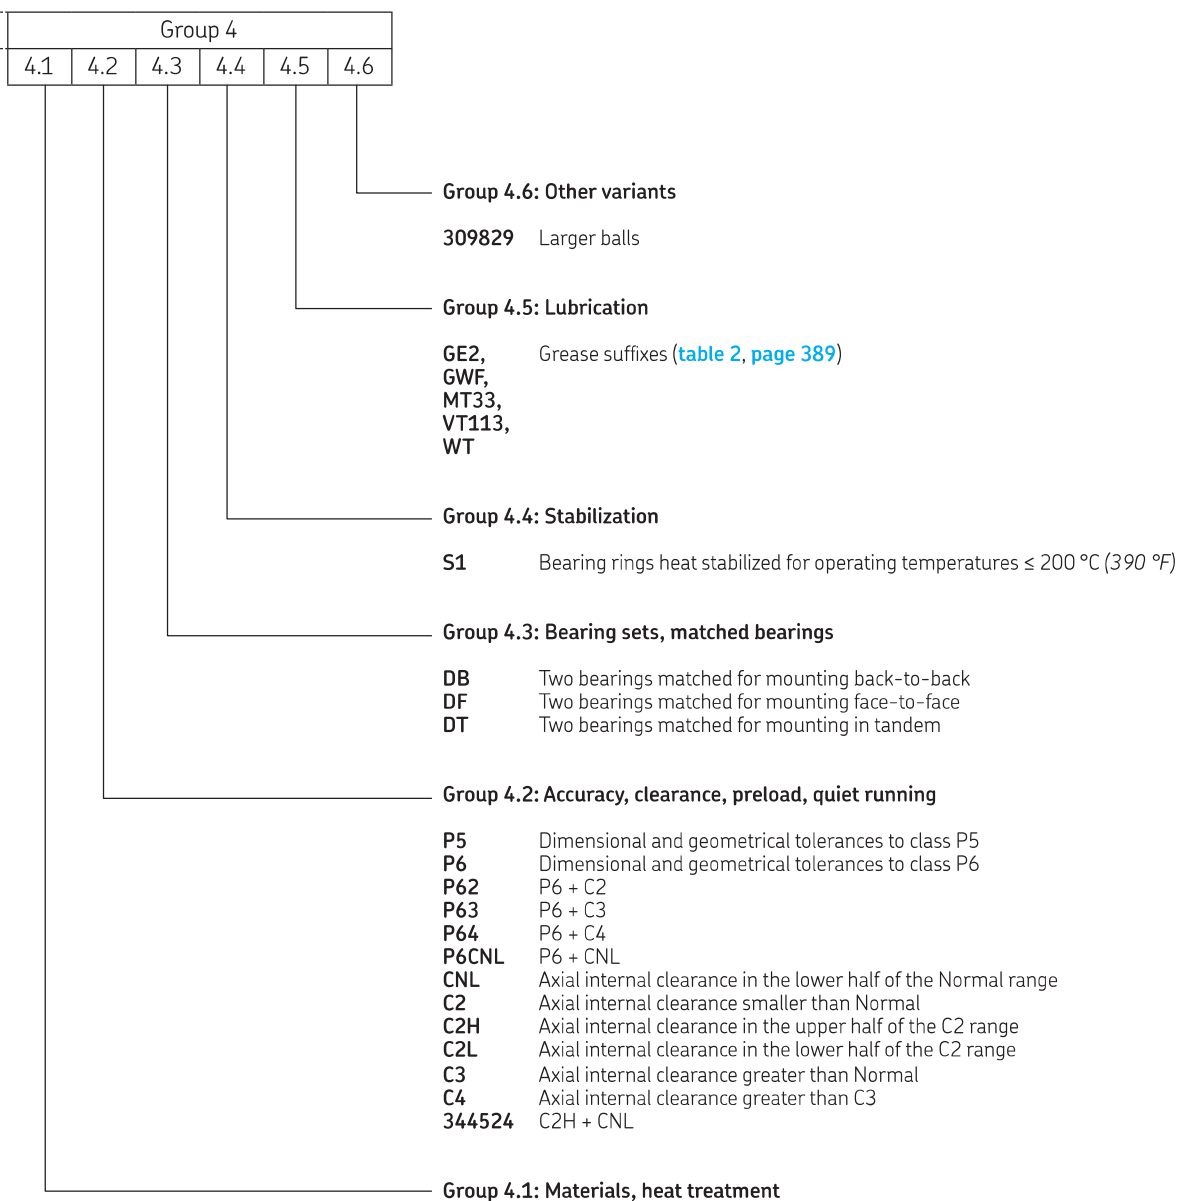 Group 4
4.1 4.2 4.3 4.4 4.5 4.6
Group 4.6: Other variants
309829 Larger balls
Group 4.5: Lubrication
GE2, Grease suffixes (table 2, page 389)
GWF,
MT33,
VT113,
WT
Group 4.4: Stabilization
S1 Bearing rings heat stabilized for operating temperatures ≤ 200 °C (390 °F)
Group 4.3: Bearing sets, matched bearings
DB Two bearings matched for mounting back-to-back
DF Two bearings matched for mounting face-to-face
DT Two bearings matched for mounting in tandem
Group 4.2: Accuracy, clearance, preload, quiet running
P5 Dimensional and geometrical tolerances to class P5
P6 Dimensional and geometrical tolerances to class P6
P62 P6 + C2
P63 P6 + C3
P64 P6 + C4
P6CNL P6 + CNL
CNL Axial internal clearance in the lower half of the Normal range
C2 Axial internal clearance smaller than Normal
C2H Axial internal clearance in the upper half of the C2 range
C2L Axial internal clearance in the lower half of the C2 range
C3 Axial internal clearance greater than Normal
C4 Axial internal clearance greater than C3
344524 C2H + CNL
Group 4.1: Materials, heat treatment